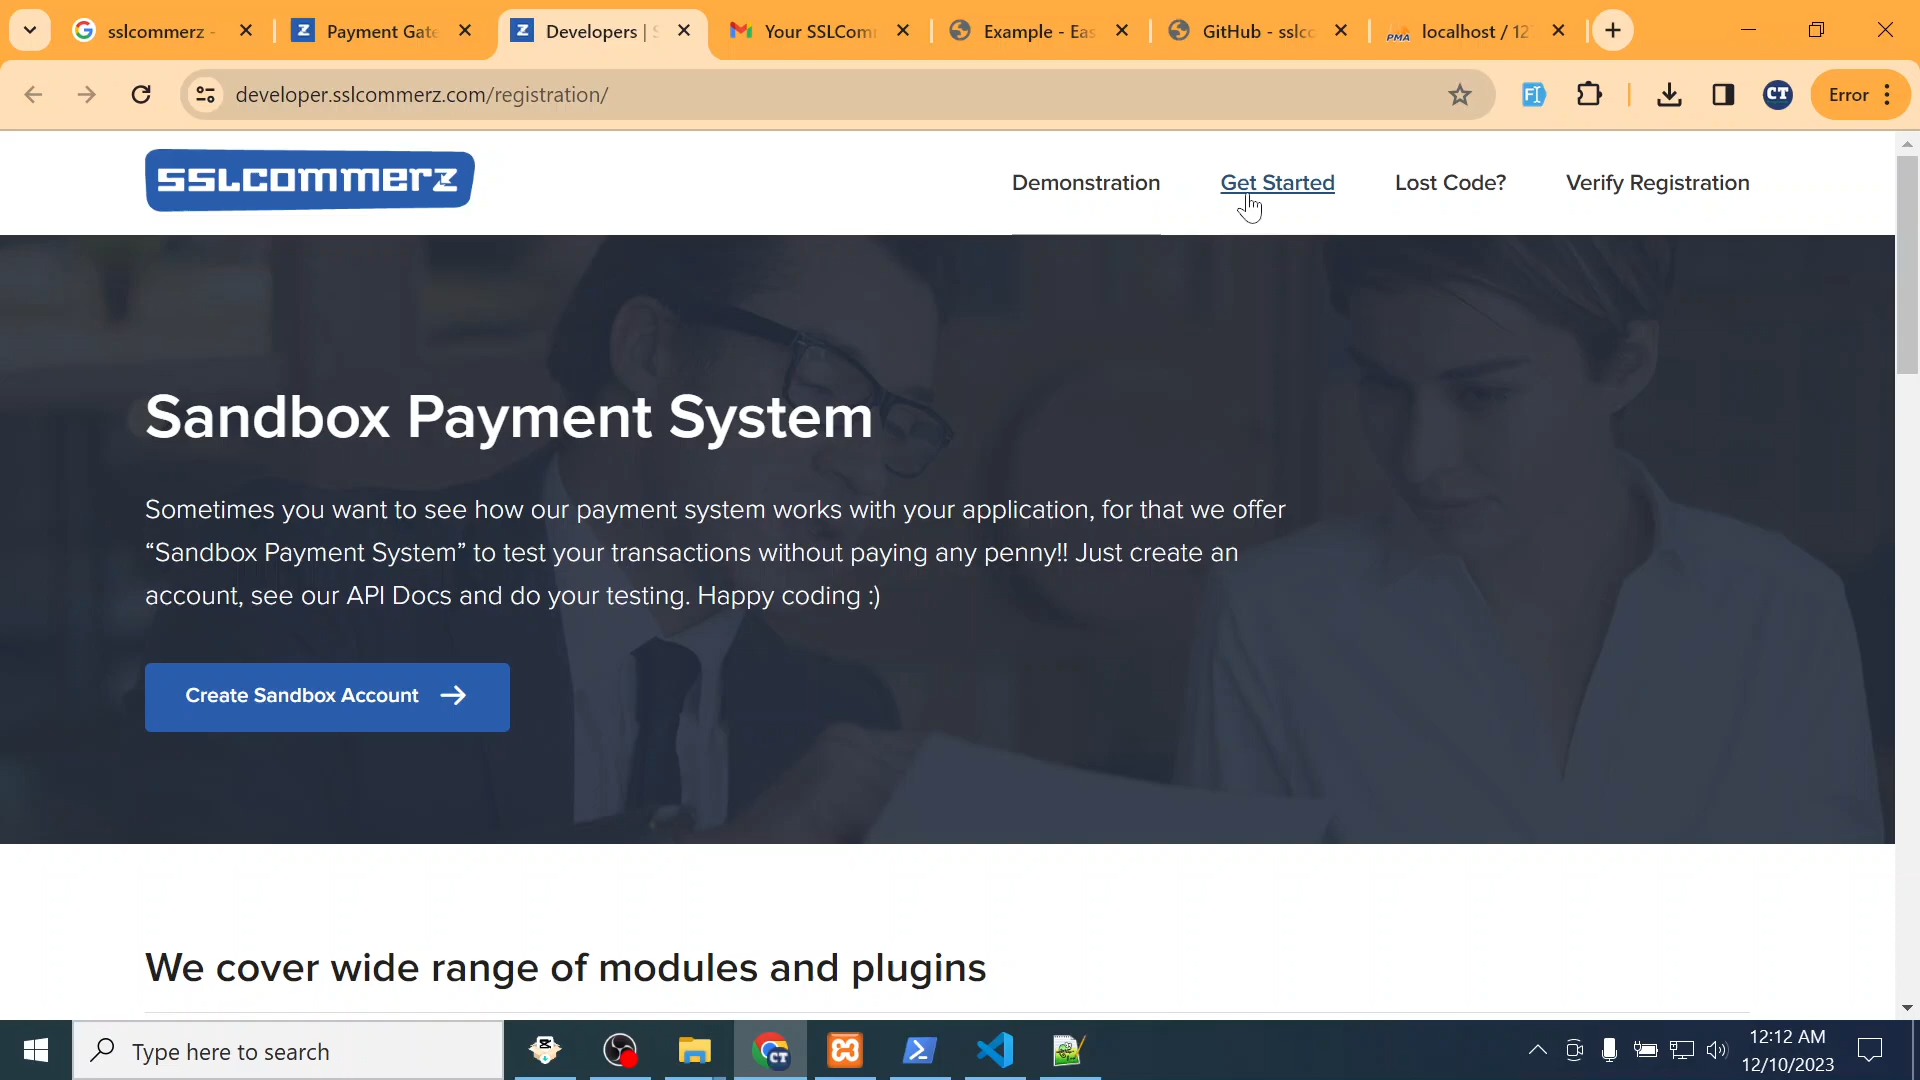 sslcommerz -
Payment Gate
Developers | S
Your SSLCom
Example - Eas
GitHub - sslco
localhost / 127
developer.sslcommerz.com/registration/
CT
Error
SSLCOMMERZ
Demonstration
Get Started
Lost Code?
Verify Registration
Sandbox Payment System
Sometimes you want to see how our payment system works with your application, for that we offer
“Sandbox Payment System” to test your transactions without paying any penny!! Just create an
account, see our API Docs and do your testing. Happy coding :)
Create Sandbox Account
We cover wide range of modules and plugins
Type here to search
12:12 AM
12/10/2023